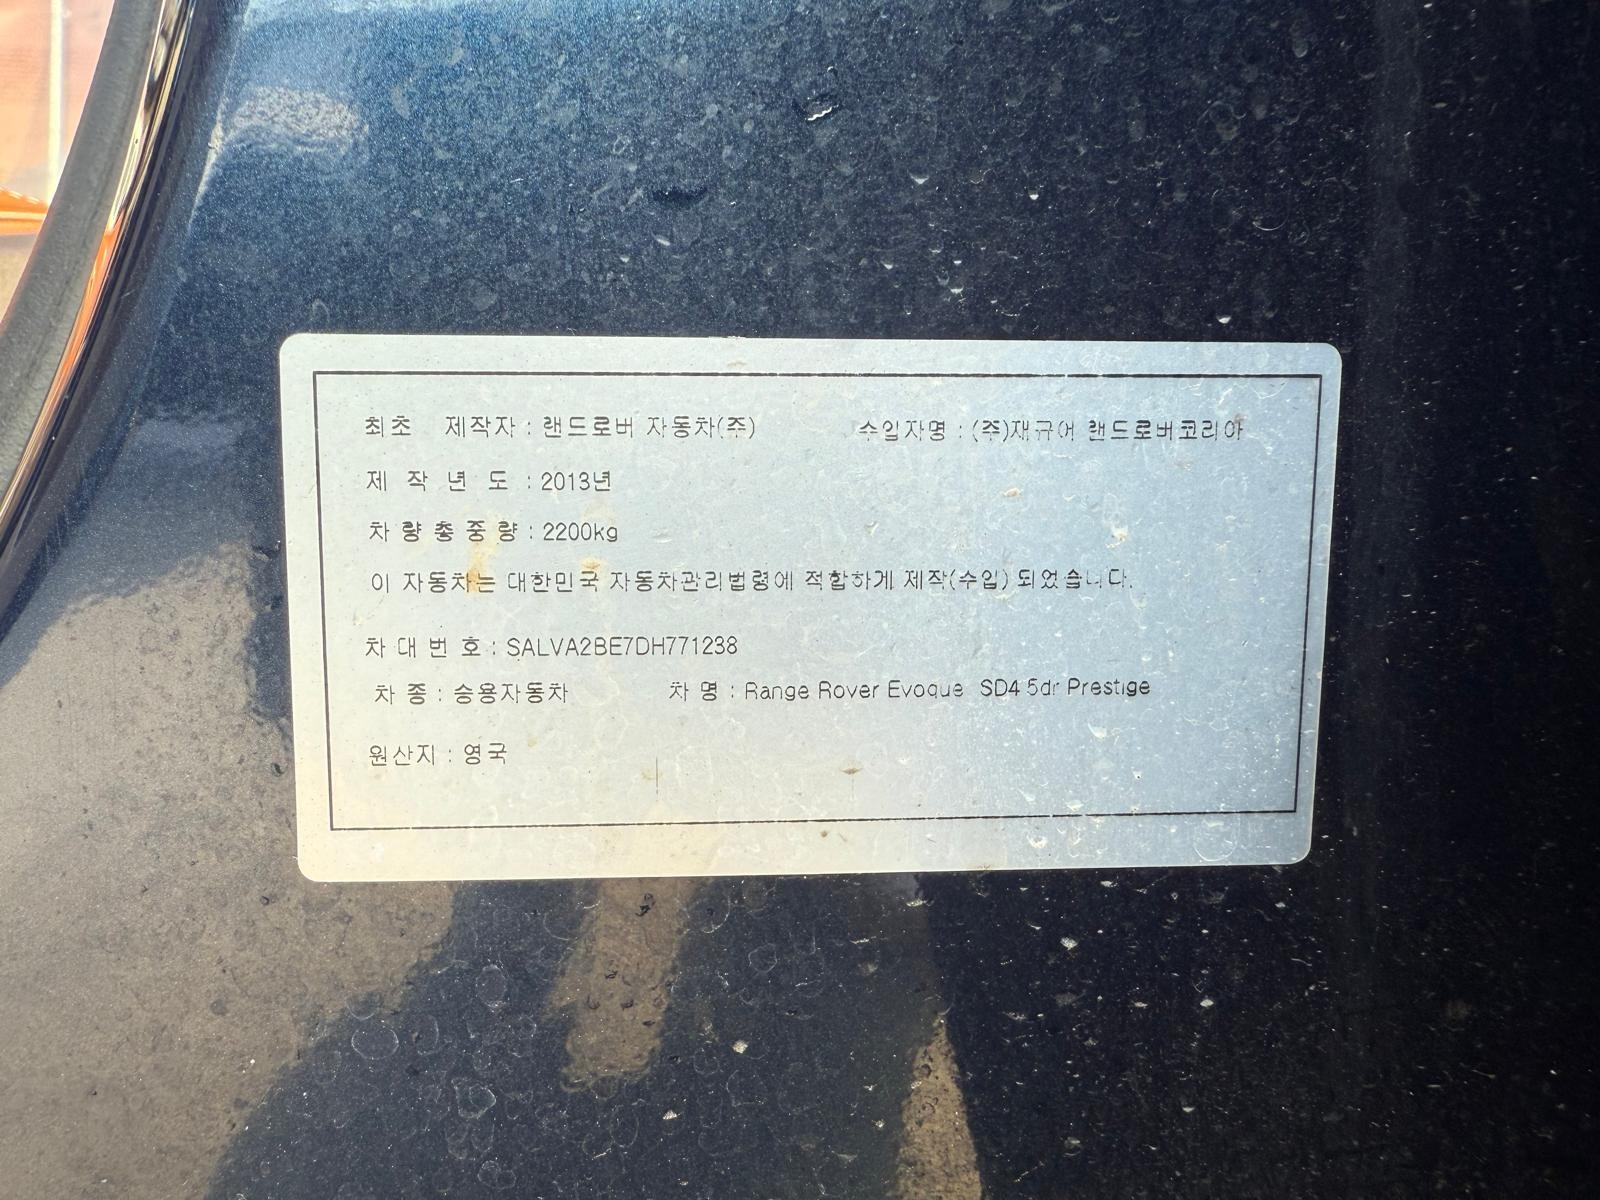 최초 제작자 : 랜드로버 자동차(주) 수입자명 : (주)재규어 랜드로버코리아
제 작 년 도 : 2013년
차 량 총 중 량 : 2200kg
이 자동차는 대한민국 자동차관리법령에 적합하게 제작(수입) 되었습니다.
차 대 번 호 : SALVA2BE7DH771238
차 종 : 승용자동차 차 명 : Range Rover Evoque SD4 5dr Prestige
원산지 : 영국